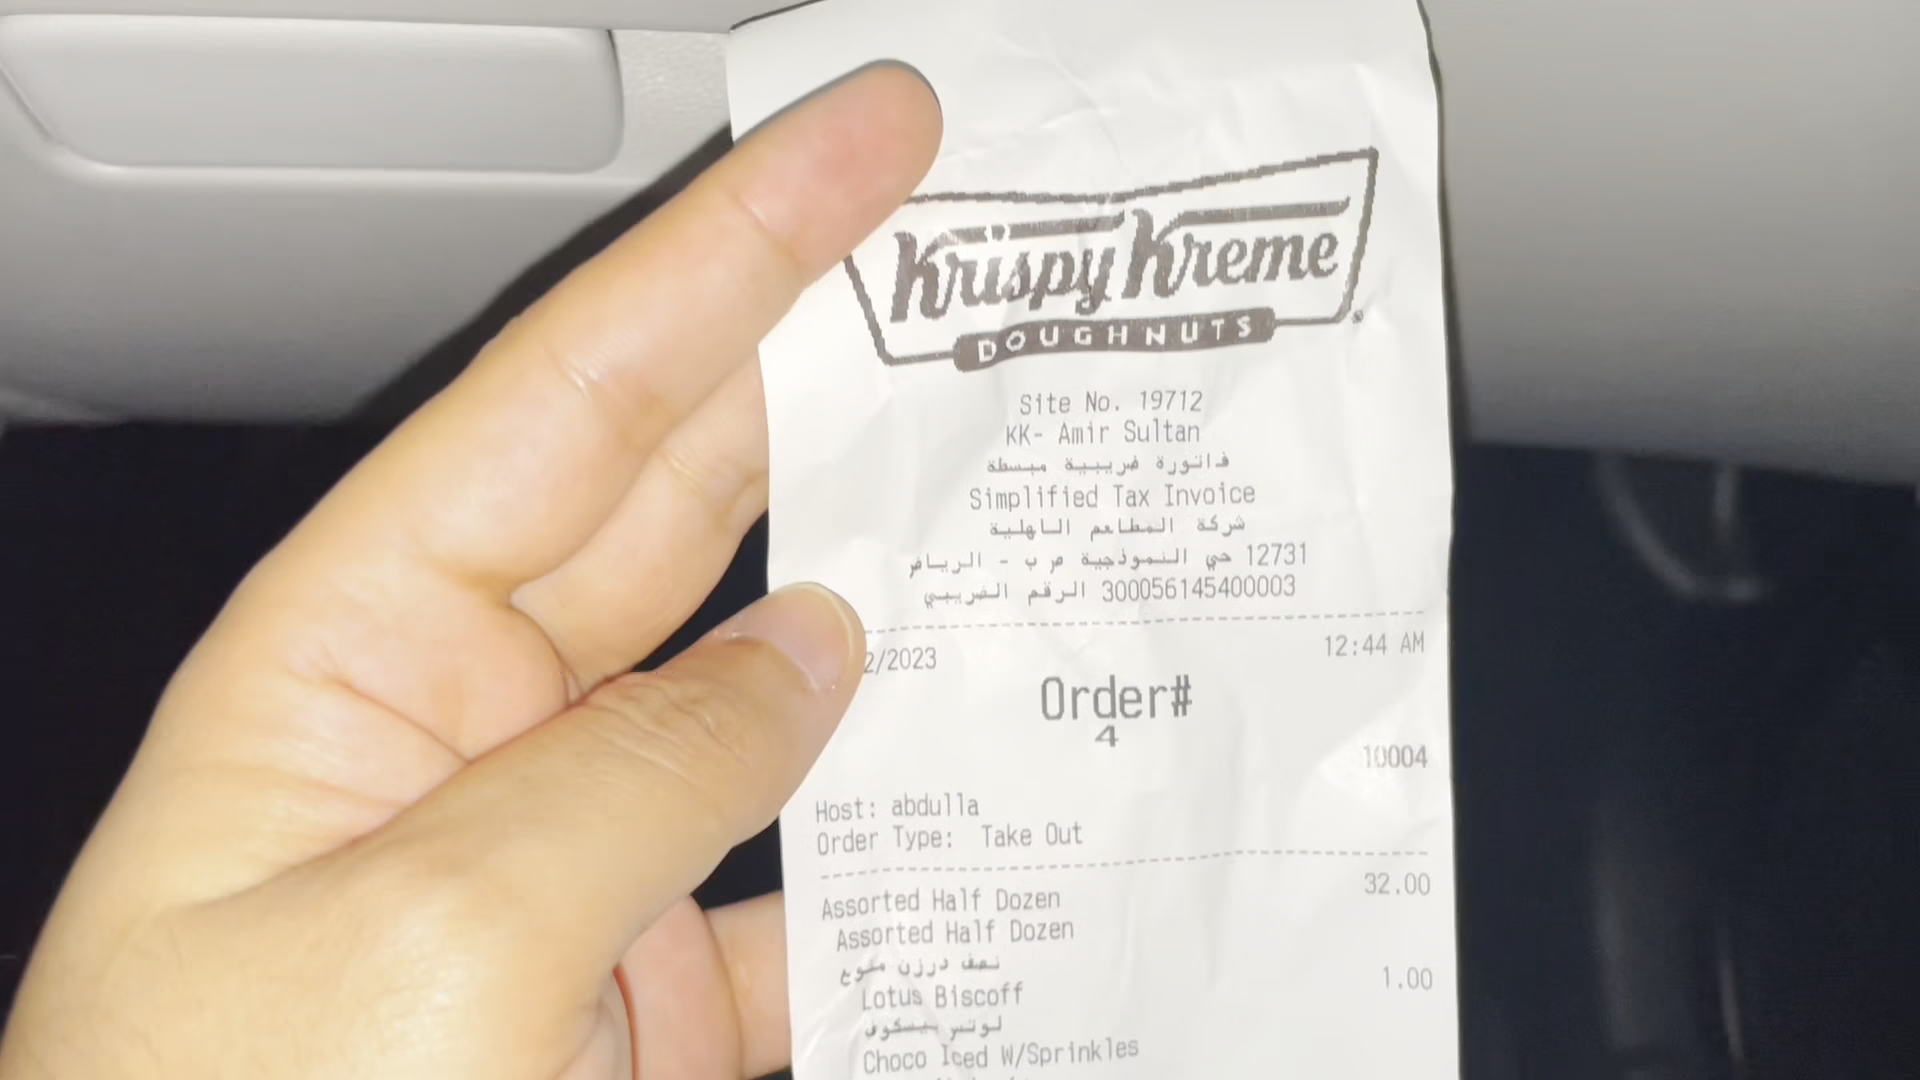 Krispy Kreme
DOUGHNUTS
Site No. 19712
KK- Amir Sultan
فاتورة ضريبية مبسطة
Simplified Tax Invoice
شركة المطاعم الاهلية
12731 حي النموذجية ص ب - الرياض
300056145400003 الرقم الضريبي
2/2023 12:44 AM
Order#
4
10004
Host: abdulla
Order Type: Take Out
Assorted Half Dozen 32.00
Assorted Half Dozen
نصف درزن منوع
Lotus Biscoff 1.00
لوتس بيسكوف
Choco Iced W/Sprinkles